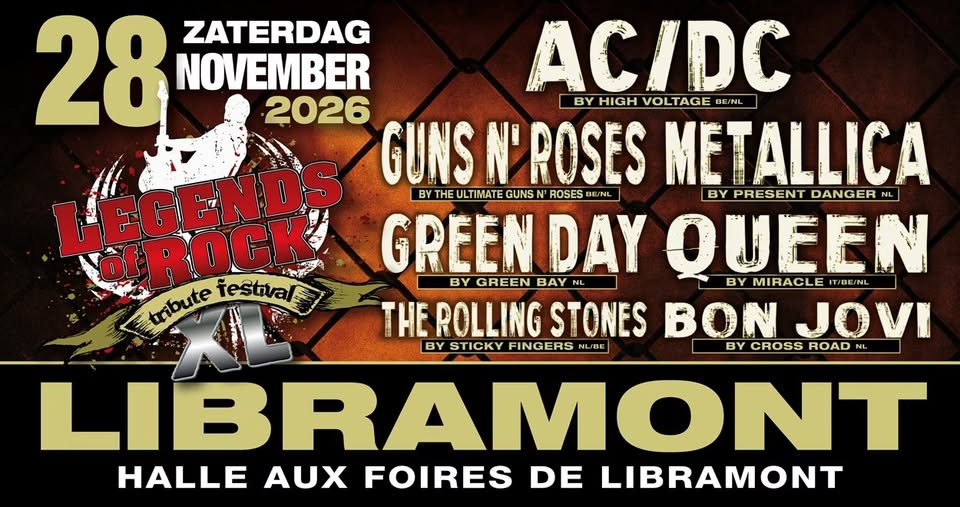 28 ZATERDAG
NOVEMBER
2026
LEGENDS
of ROCK
tribute festival
XL
AC/DC
BY HIGH VOLTAGE BE/NL
GUNS N' ROSES
BY THE ULTIMATE GUNS N' ROSES BE/NL
METALLICA
BY PRESENT DANGER NL
GREEN DAY
BY GREEN BAY NL
QUEEN
BY MIRACLE IT/BE/NL
THE ROLLING STONES
BY STICKY FINGERS NL/BE
BON JOVI
BY CROSS ROAD NL
LIBRAMONT
HALLE AUX FOIRES DE LIBRAMONT